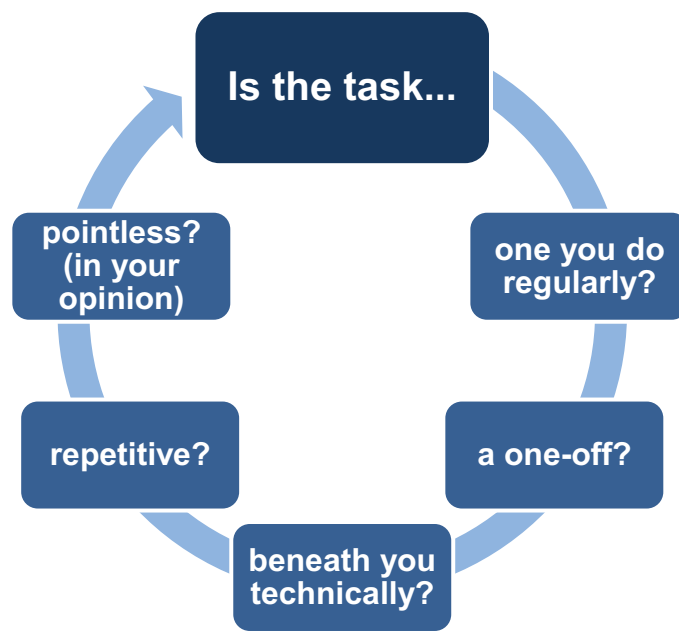 Is the task...
one you do
regularly?
a one-off?
beneath you
technically?
repetitive?
pointless?
(in your
opinion)